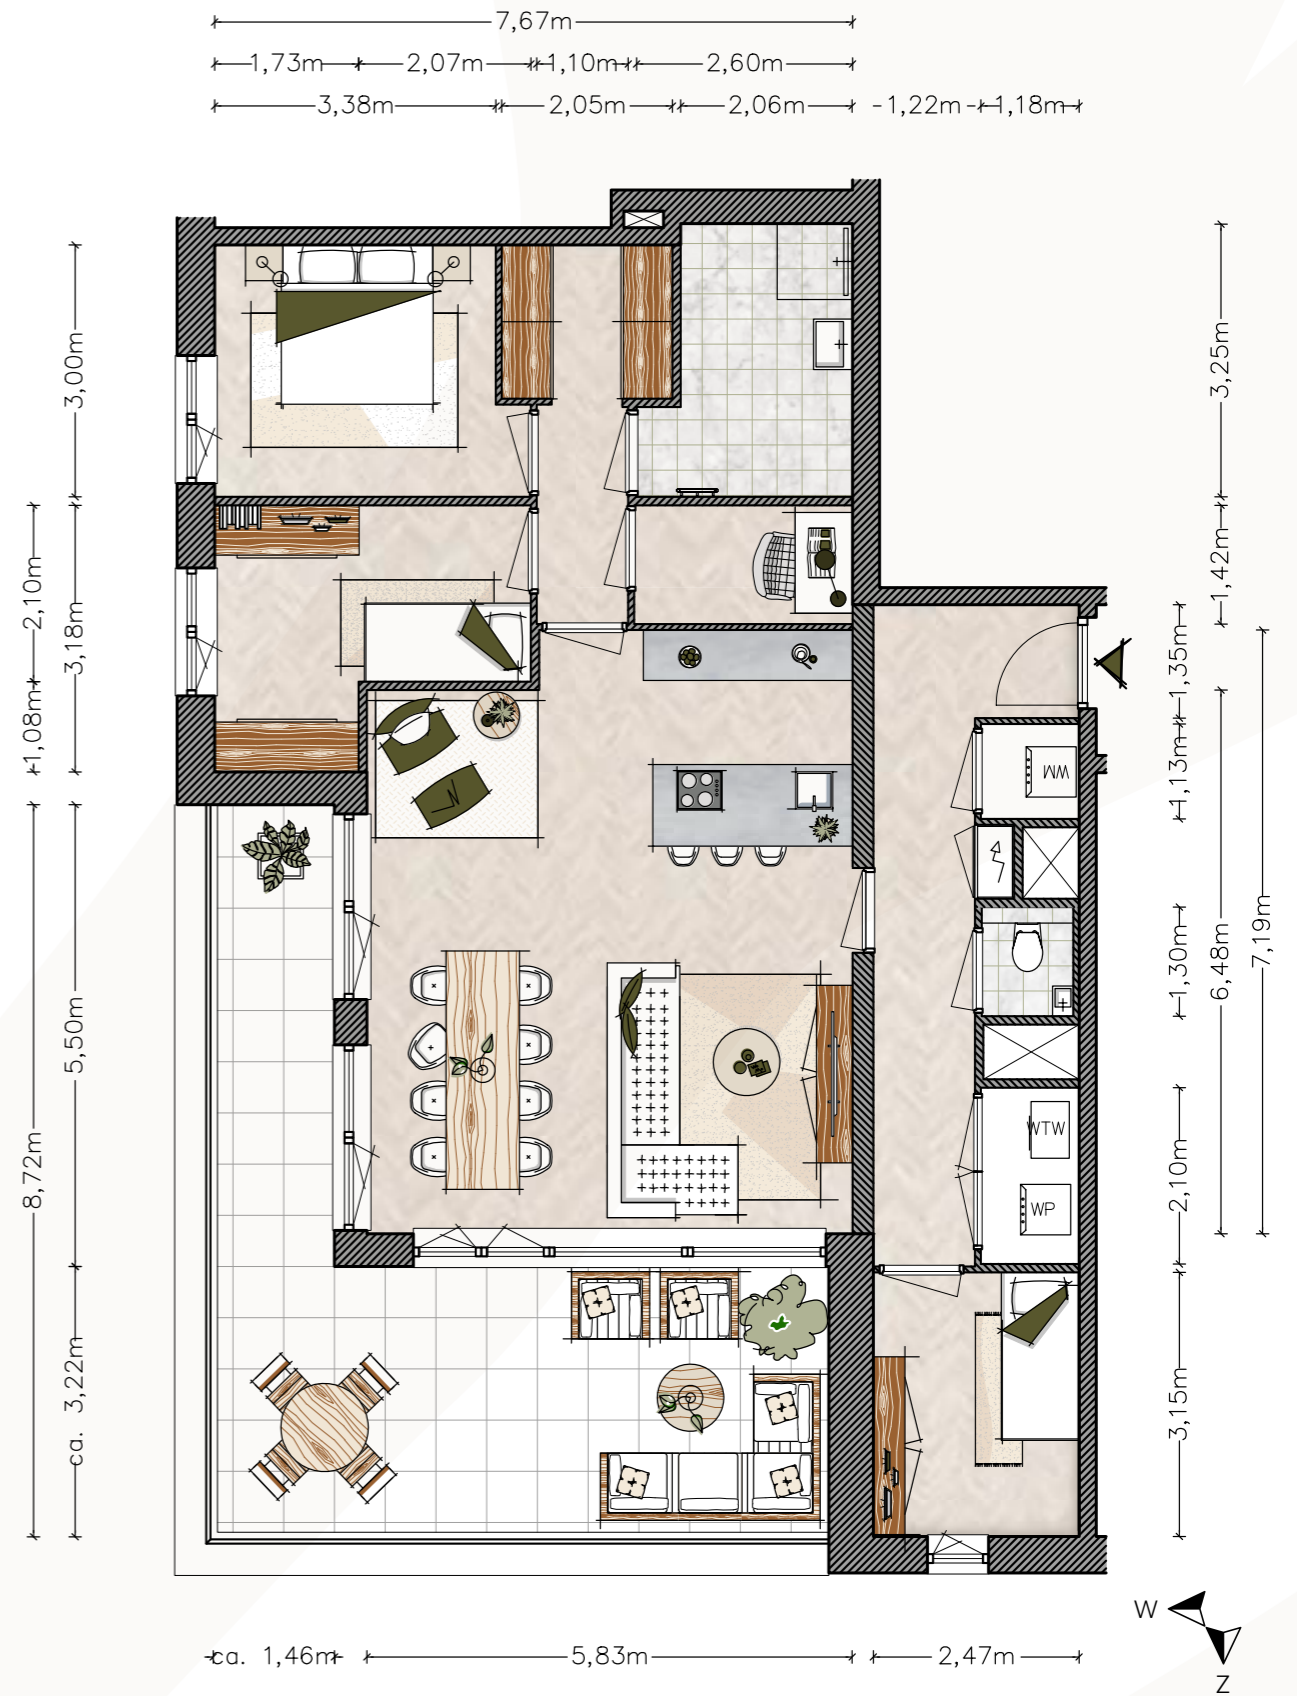 7,67m
1,73m 2,07m 1,10m 2,60m
3,38m 2,05m 2,06m 1,22m 1,18m
3,00m
3,25m
2,10m
3,18m
1,42m
1,08m
1,35m
WM
1,13m
5,50m
8,72m
1,30m
6,48m
7,19m
WTW
WP
2,10m
ca. 3,22m
3,15m
W
Z
ca. 1,46m 5,83m 2,47m